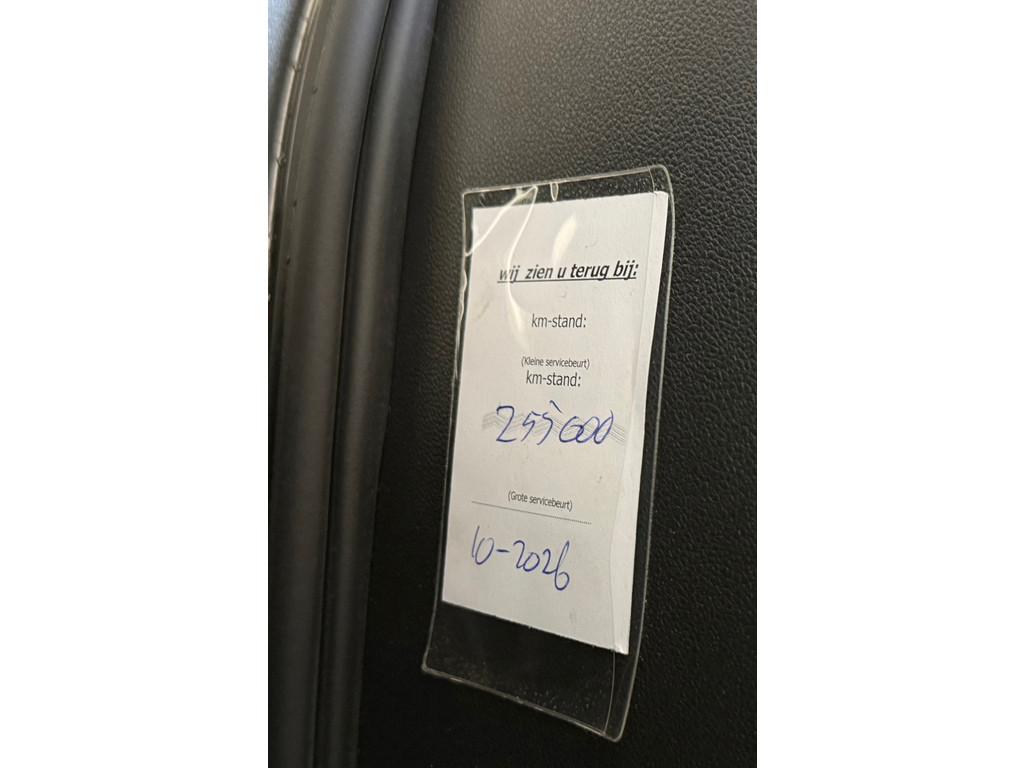 wij zien u terug bij:
km-stand:
(Kleine servicebeurt)
km-stand:
255000
(Grote servicebeurt)
10-2026